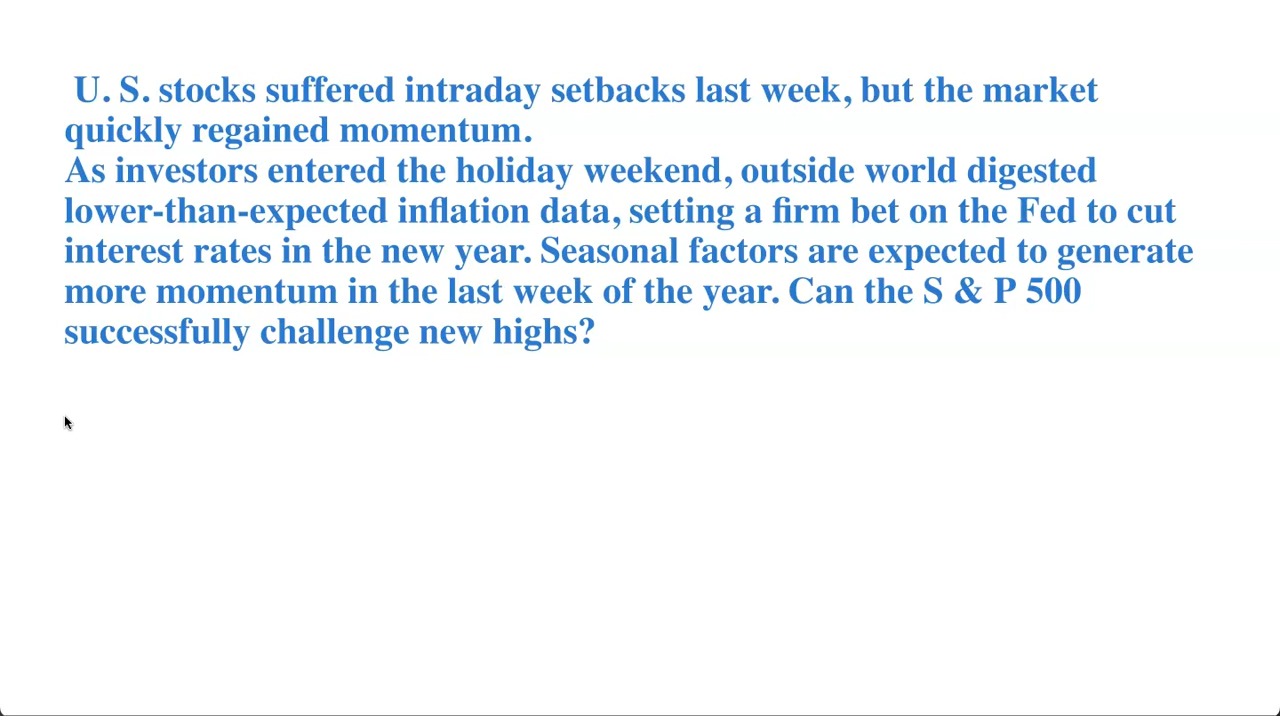 U. S. stocks suffered intraday setbacks last week, but the market
quickly regained momentum.
As investors entered the holiday weekend, outside world digested
lower-than-expected inflation data, setting a firm bet on the Fed to cut
interest rates in the new year. Seasonal factors are expected to generate
more momentum in the last week of the year. Can the S & P 500
successfully challenge new highs?